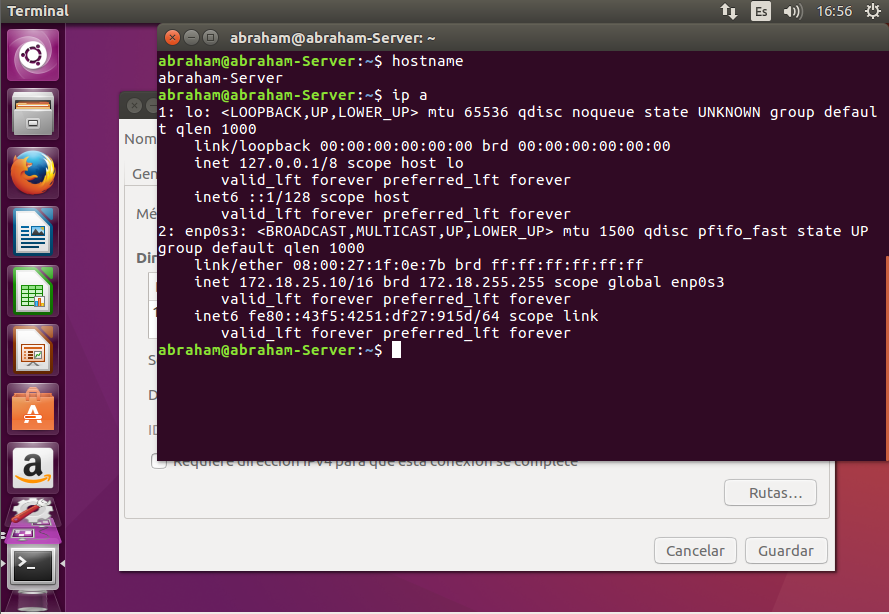 Terminal
Es
16:56
abraham@abraham-Server: ~
abraham@abraham-Server:~$ hostname
abraham-Server
abraham@abraham-Server:~$ ip a
1: lo: <LOOPBACK,UP,LOWER_UP> mtu 65536 qdisc noqueue state UNKNOWN group defaul
t qlen 1000
    link/loopback 00:00:00:00:00:00 brd 00:00:00:00:00:00
    inet 127.0.0.1/8 scope host lo
       valid_lft forever preferred_lft forever
    inet6 ::1/128 scope host
       valid_lft forever preferred_lft forever
2: enp0s3: <BROADCAST,MULTICAST,UP,LOWER_UP> mtu 1500 qdisc pfifo_fast state UP
group default qlen 1000
    link/ether 08:00:27:1f:0e:7b brd ff:ff:ff:ff:ff:ff
    inet 172.18.25.10/16 brd 172.18.255.255 scope global enp0s3
       valid_lft forever preferred_lft forever
    inet6 fe80::43f5:4251:df27:915d/64 scope link
       valid_lft forever preferred_lft forever
abraham@abraham-Server:~$
Nom
Gen
Mé
Dir
S
D
ID
Requiere dirección IPv4 para que esta conexión se complete
Rutas...
Cancelar
Guardar